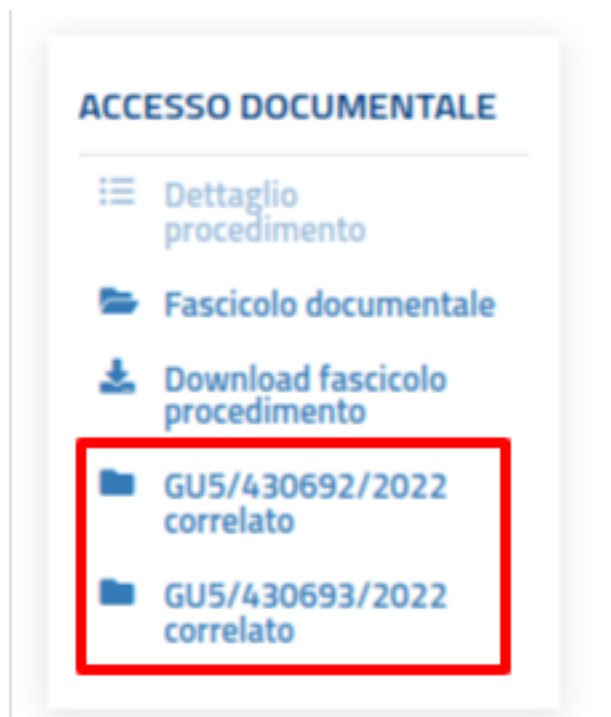 ACCESSO DOCUMENTALE
Dettaglio
procedimento
Fascicolo documentale
Download fascicolo
procedimento
GU5/430692/2022
correlato
GU5/430693/2022
correlato